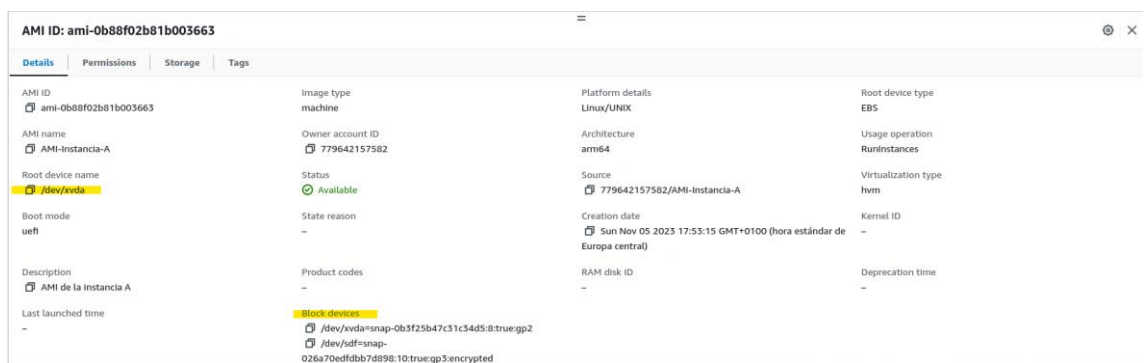 AMI ID: ami-0b88f02b81b003663
Details Permissions Storage Tags
AMI ID
ami-0b88f02b81b003663
Image type
machine
Platform details
Linux/UNIX
Root device type
EBS
AMI name
AMI-Instancia-A
Owner account ID
779642157582
Architecture
arm64
Usage operation
RunInstances
Root device name
/dev/xvda
Status
Available
Source
779642157582/AMI-Instancia-A
Virtualization type
hvm
Boot mode
uefi
State reason
–
Creation date
Sun Nov 05 2023 17:53:15 GMT+0100 (hora estándar de
Europa central)
Kernel ID
–
Description
AMI de la instancia A
Product codes
–
RAM disk ID
–
Deprecation time
–
Last launched time
–
Block devices
/dev/xvda=snap-0b3f25b47c31c34d5:8:true:gp2
/dev/sdf=snap-
026a70edfdbb7d898:10:true:gp3:encrypted